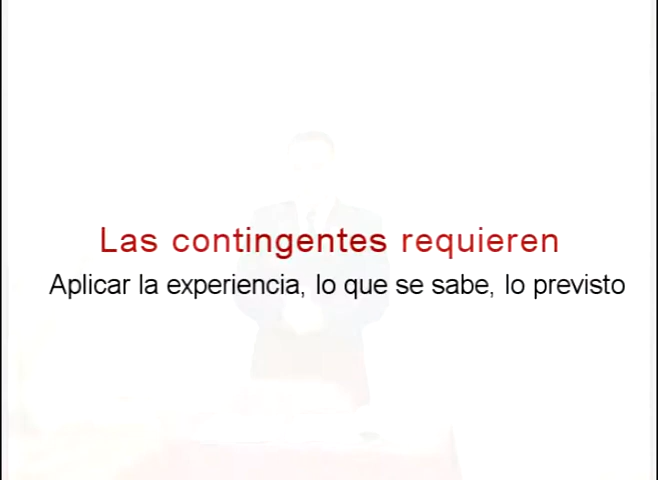 Las contingentes requieren
Aplicar la experiencia, lo que se sabe, lo previsto